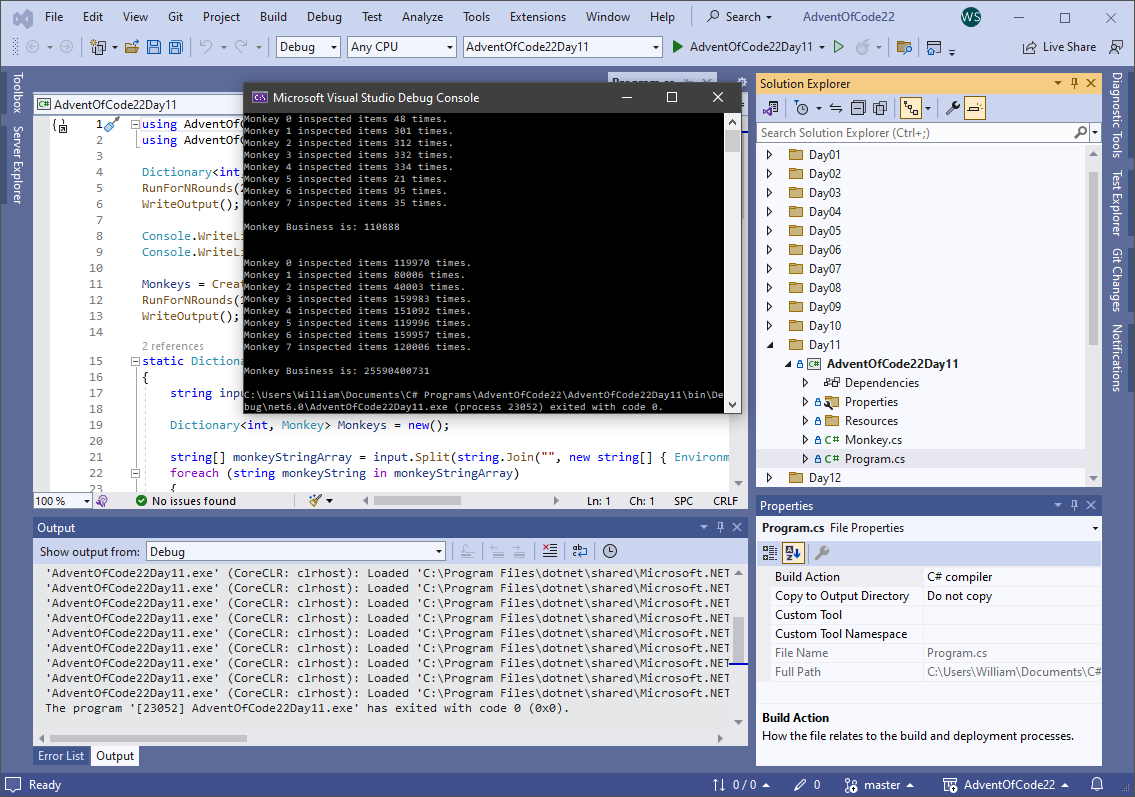 File Edit View Git Project Build Debug Test Analyze Tools Extensions Window Help Search AdventOfCode22 WS
Debug Any CPU AdventOfCode22Day11 AdventOfCode22Day11 Live Share
Toolbox
Server Explorer
C# AdventOfCode22Day11
1 using AdventOf
2 using AdventOf
3
4 Dictionary<int,
5 RunForNRounds(
6 WriteOutput();
7
8 Console.WriteLi
9 Console.WriteLi
10
11 Monkeys = Creat
12 RunForNRounds(
13 WriteOutput();
14
2 references
15 static Dictiona
16 {
17 string inpu
18
19 Dictionary<int, Monkey> Monkeys = new();
20
21 string[] monkeyStringArray = input.Split(string.Join("", new string[] { Environm
22 foreach (string monkeyString in monkeyStringArray)
23 {
100 % No issues found Ln: 1 Ch: 1 SPC CRLF
Microsoft Visual Studio Debug Console
Monkey 0 inspected items 48 times.
Monkey 1 inspected items 301 times.
Monkey 2 inspected items 312 times.
Monkey 3 inspected items 332 times.
Monkey 4 inspected items 334 times.
Monkey 5 inspected items 21 times.
Monkey 6 inspected items 95 times.
Monkey 7 inspected items 35 times.
Monkey Business is: 110888
Monkey 0 inspected items 119970 times.
Monkey 1 inspected items 80006 times.
Monkey 2 inspected items 40003 times.
Monkey 3 inspected items 159983 times.
Monkey 4 inspected items 151092 times.
Monkey 5 inspected items 119996 times.
Monkey 6 inspected items 159957 times.
Monkey 7 inspected items 120006 times.
Monkey Business is: 25590400731
C:\Users\William\Documents\C# Programs\AdventOfCode22\AdventOfCode22Day11\bin\De
bug\net6.0\AdventOfCode22Day11.exe (process 23052) exited with code 0.
Output
Show output from: Debug
'AdventOfCode22Day11.exe' (CoreCLR: clrhost): Loaded 'C:\Program Files\dotnet\shared\Microsoft.NET
'AdventOfCode22Day11.exe' (CoreCLR: clrhost): Loaded 'C:\Program Files\dotnet\shared\Microsoft.NET
'AdventOfCode22Day11.exe' (CoreCLR: clrhost): Loaded 'C:\Program Files\dotnet\shared\Microsoft.NET
'AdventOfCode22Day11.exe' (CoreCLR: clrhost): Loaded 'C:\Program Files\dotnet\shared\Microsoft.NET
'AdventOfCode22Day11.exe' (CoreCLR: clrhost): Loaded 'C:\Program Files\dotnet\shared\Microsoft.NET
'AdventOfCode22Day11.exe' (CoreCLR: clrhost): Loaded 'C:\Program Files\dotnet\shared\Microsoft.NET
'AdventOfCode22Day11.exe' (CoreCLR: clrhost): Loaded 'C:\Program Files\dotnet\shared\Microsoft.NET
'AdventOfCode22Day11.exe' (CoreCLR: clrhost): Loaded 'C:\Program Files\dotnet\shared\Microsoft.NET
'AdventOfCode22Day11.exe' (CoreCLR: clrhost): Loaded 'C:\Program Files\dotnet\shared\Microsoft.NET
The program '[23052] AdventOfCode22Day11.exe' has exited with code 0 (0x0).
Error List Output
Solution Explorer
Search Solution Explorer (Ctrl+;)
Day01
Day02
Day03
Day04
Day05
Day06
Day07
Day08
Day09
Day10
Day11
C# AdventOfCode22Day11
Dependencies
Properties
Resources
C# Monkey.cs
C# Program.cs
Day12
Properties
Program.cs File Properties
Build Action C# compiler
Copy to Output Directory Do not copy
Custom Tool
Custom Tool Namespace
File Name Program.cs
Full Path C:\Users\William\Documents\C#
Build Action
How the file relates to the build and deployment processes.
Diagnostic Tools
Test Explorer
Git Changes
Notifications
Ready 0 / 0 0 master AdventOfCode22